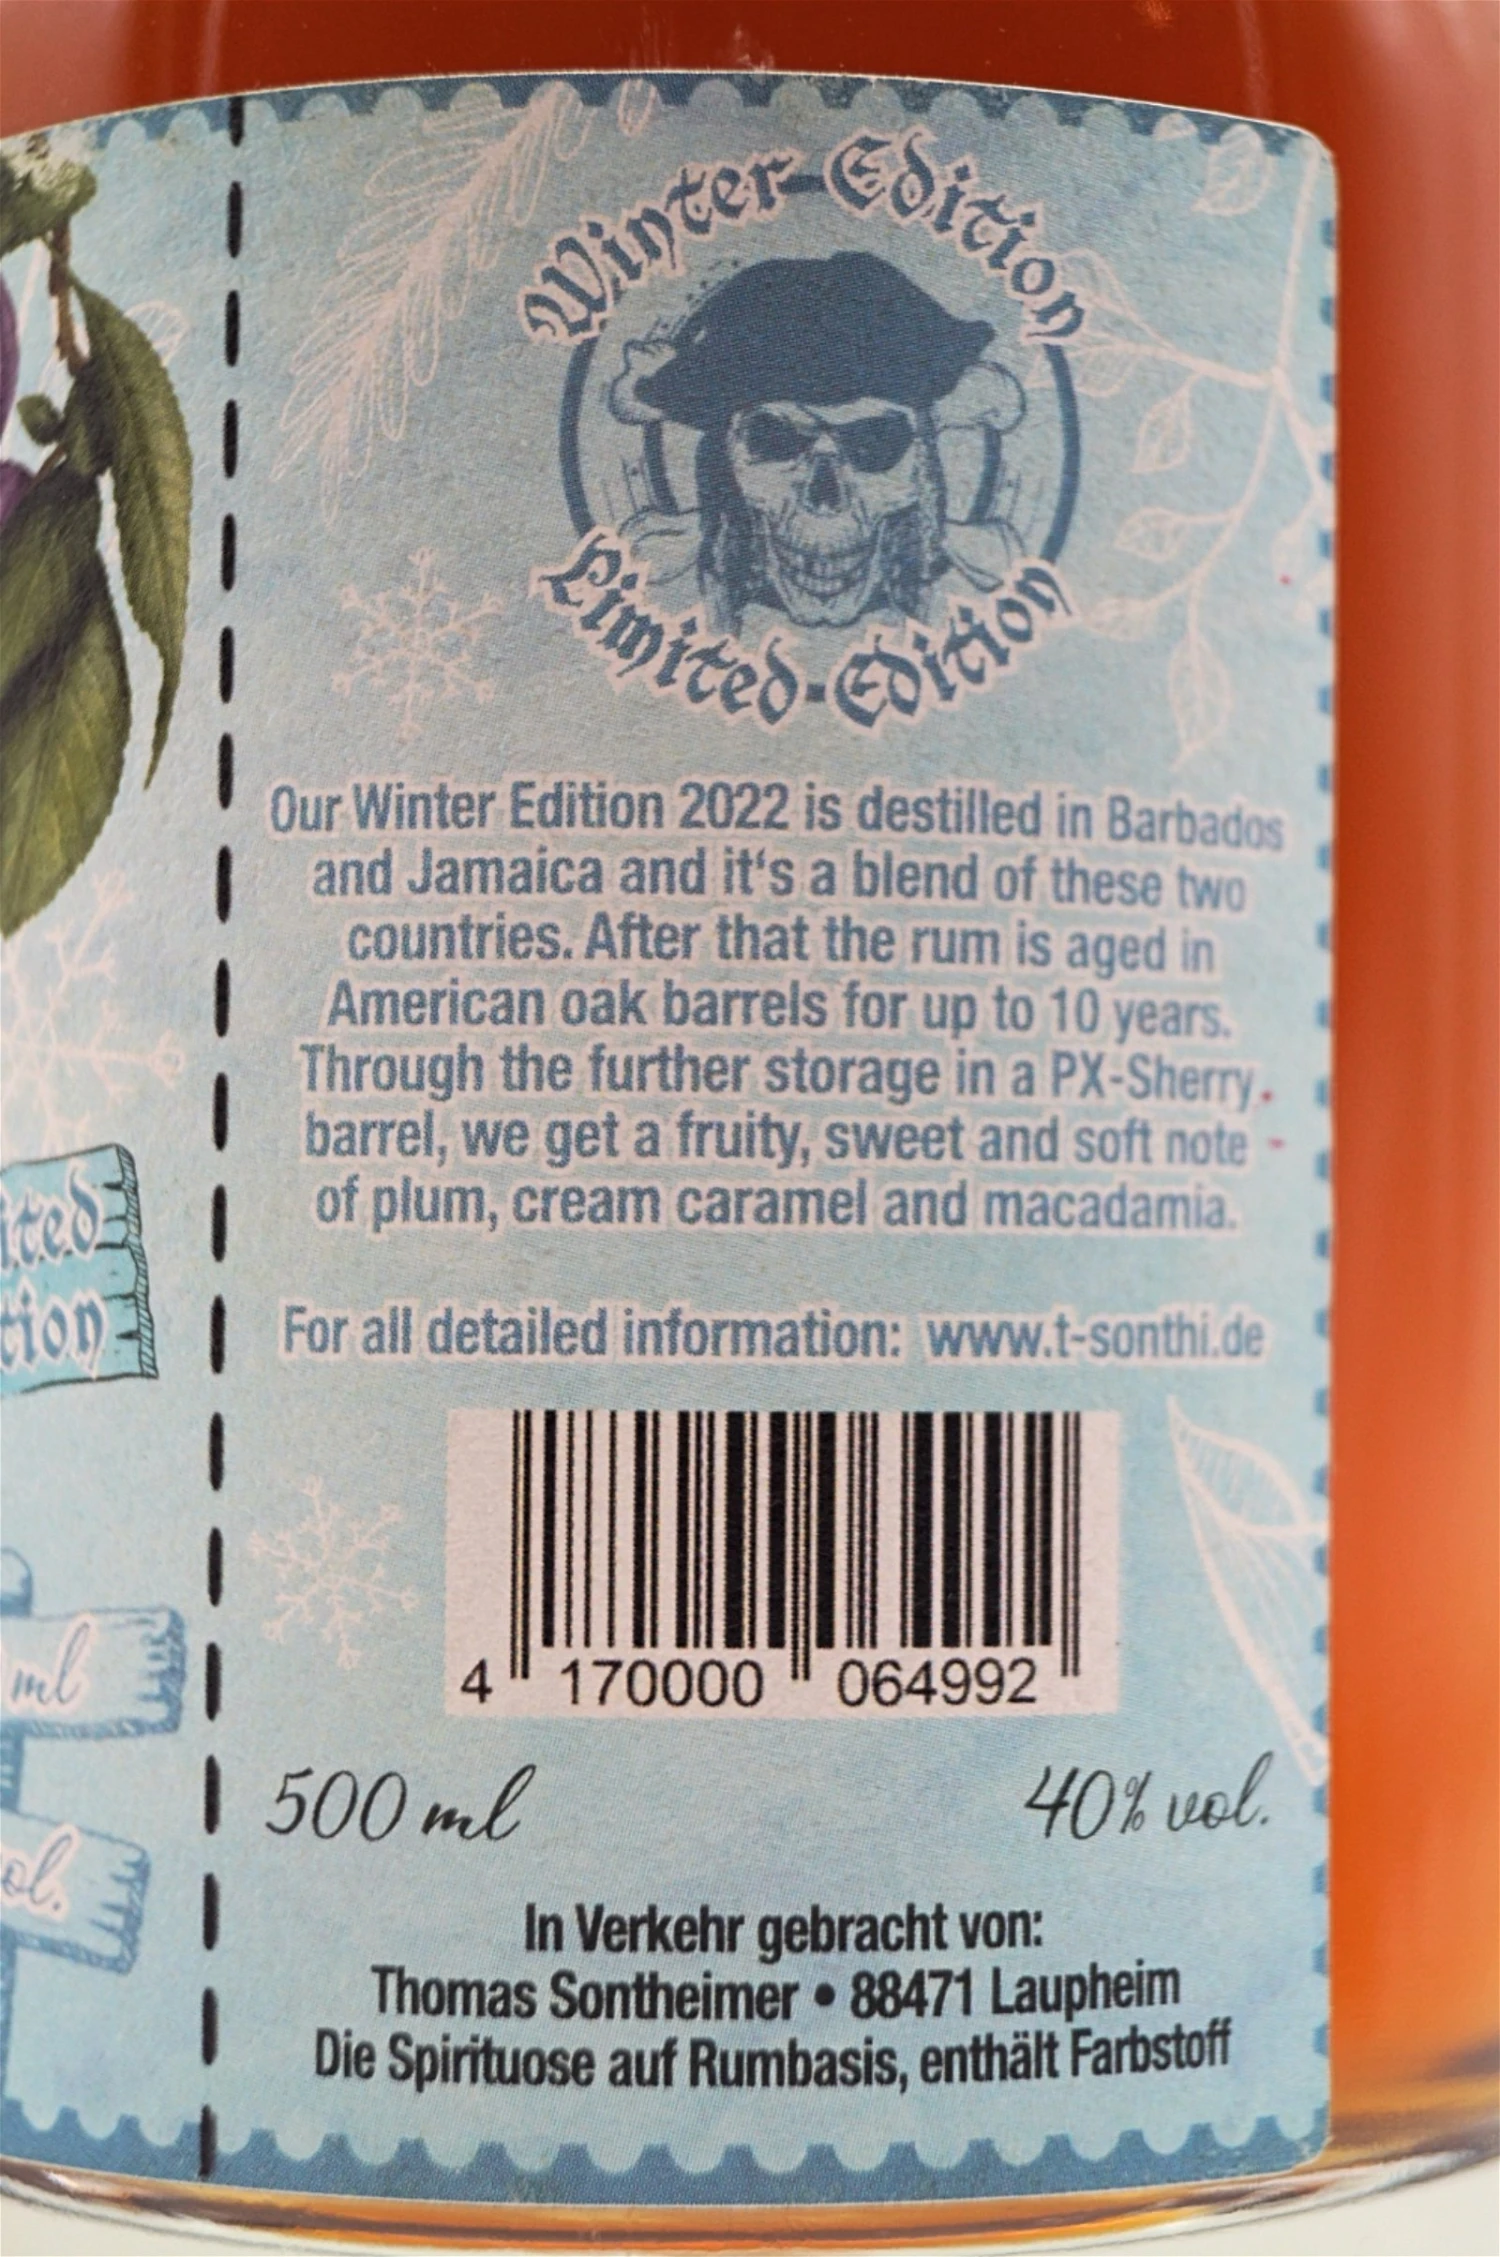 Winter-Edition
Limited-Edition
Our Winter Edition 2022 is destilled in Barbados
and Jamaica and it‘s a blend of these two
countries. After that the rum is aged in
American oak barrels for up to 10 years.
Through the further storage in a PX-Sherry
barrel, we get a fruity, sweet and soft note
of plum, cream caramel and macadamia.
For all detailed information: www.t-sonthi.de
4 170000 064992
500 ml 40% vol.
In Verkehr gebracht von:
Thomas Sontheimer • 88471 Laupheim
Die Spirituose auf Rumbasis, enthält Farbstoff
ited
tion
ml
ol.